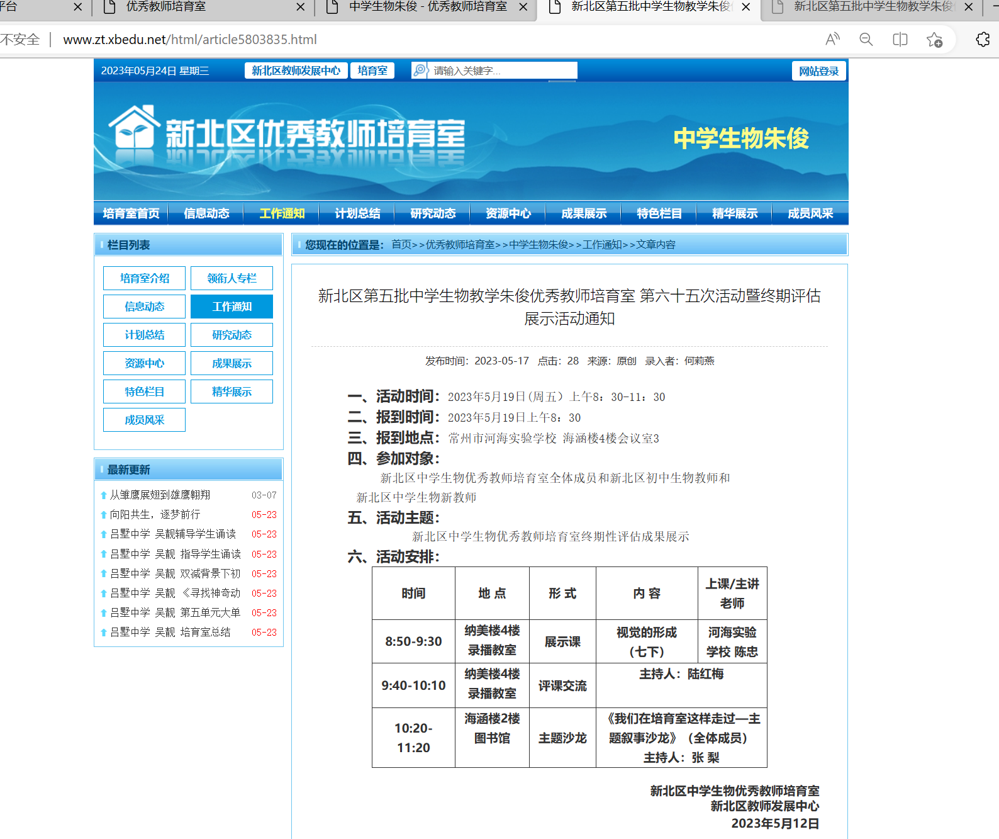 平台
优秀教师培育室
中学生物朱俊 - 优秀教师培育室
新北区第五批中学生物教学朱俊
新北区第五批中学生物教学朱俊
不安全
www.zt.xbedu.net/html/article5803835.html
2023年05月24日 星期三
新北区教师发展中心
培育室
请输入关键字...
网站登录
新北区优秀教师培育室
中学生物朱俊
培育室首页 信息动态 工作通知 计划总结 研究动态 资源中心 成果展示 特色栏目 精华展示 成员风采
栏目列表
培育室介绍 领衔人专栏
信息动态 工作通知
计划总结 研究动态
资源中心 成果展示
特色栏目 精华展示
成员风采
最新更新
从雏鹰展翅到雄鹰翱翔 03-07
向阳共生，逐梦前行 05-23
吕墅中学 吴靓辅导学生诵读 05-23
吕墅中学 吴靓 指导学生诵读 05-23
吕墅中学 吴靓 双减背景下初 05-23
吕墅中学 吴靓 《寻找神奇动 05-23
吕墅中学 吴靓 第五单元大单 05-23
吕墅中学 吴靓 培育室总结 05-23
您现在的位置是： 首页>>优秀教师培育室>>中学生物朱俊>>工作通知>>文章内容
新北区第五批中学生物教学朱俊优秀教师培育室 第六十五次活动暨终期评估
展示活动通知
发布时间：2023-05-17 点击：28 来源：原创 录入者：何莉燕
一、活动时间：2023年5月19日(周五）上午8：30-11：30
二、报到时间：2023年5月19日上午8：30
三、报到地点：常州市河海实验学校 海涵楼4楼会议室3
四、参加对象：
新北区中学生物优秀教师培育室全体成员和新北区初中生物教师和
新北区中学生物新教师
五、活动主题：
新北区中学生物优秀教师培育室终期性评估成果展示
六、活动安排：
时间
地 点
形 式
内 容
上课/主讲
老师
8:50-9:30
纳美楼4楼
录播教室
展示课
视觉的形成
（七下）
河海实验
学校 陈忠
9:40-10:10
纳美楼4楼
录播教室
评课交流
主持人：陆红梅
10:20-
11:20
海涵楼2楼
图书馆
主题沙龙
《我们在培育室这样走过—主
题叙事沙龙》（全体成员）
主持人：张 梨
新北区中学生物优秀教师培育室
新北区教师发展中心
2023年5月12日